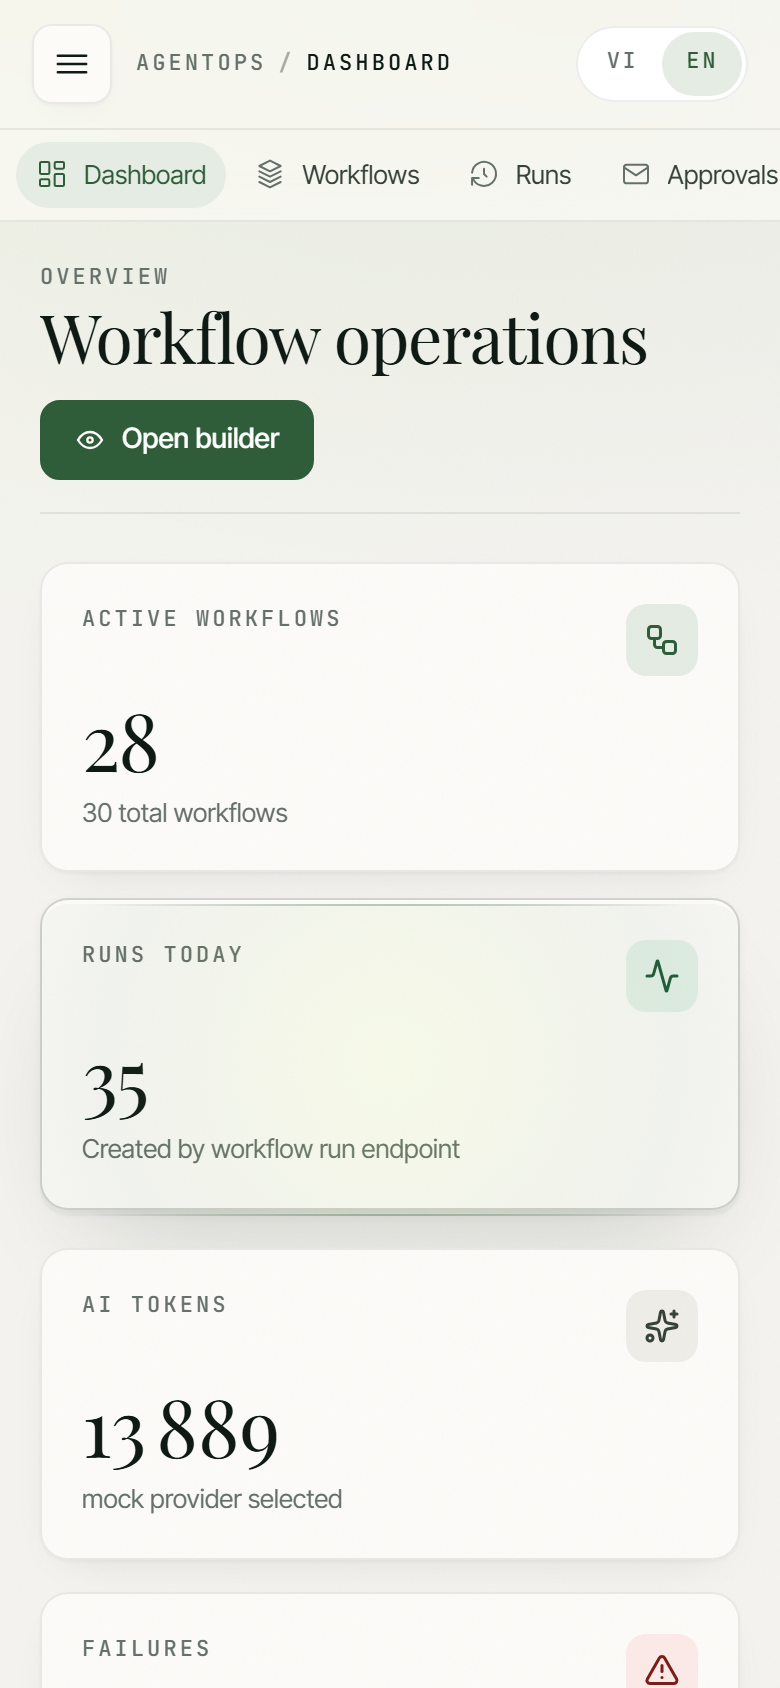 AGENTOPS / DASHBOARD
VI EN
Dashboard Workflows Runs Approvals
OVERVIEW
Workflow operations
Open builder
ACTIVE WORKFLOWS
28
30 total workflows
RUNS TODAY
35
Created by workflow run endpoint
AI TOKENS
13 889
mock provider selected
FAILURES